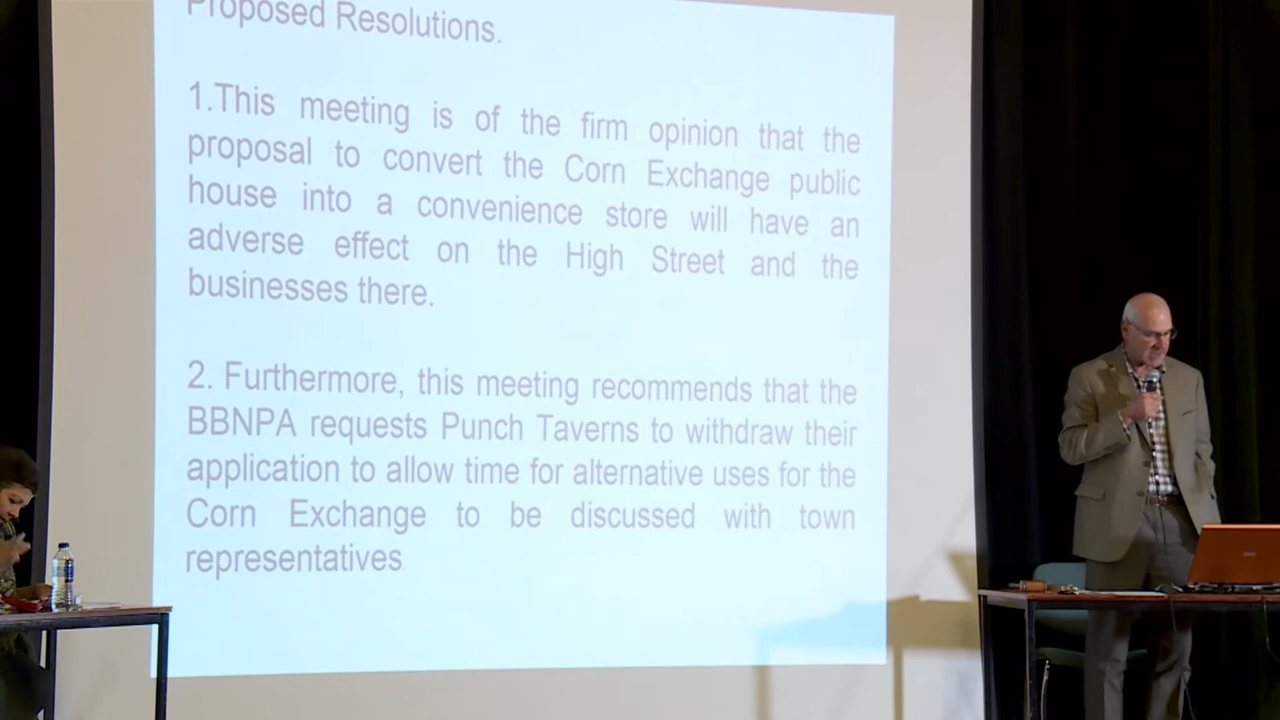 Proposed Resolutions.
1.This meeting is of the firm opinion that the
proposal to convert the Corn Exchange public
house into a convenience store will have an
adverse effect on the High Street and the
businesses there.
2. Furthermore, this meeting recommends that the
BBNPA requests Punch Taverns to withdraw their
application to allow time for alternative uses for the
Corn Exchange to be discussed with town
representatives